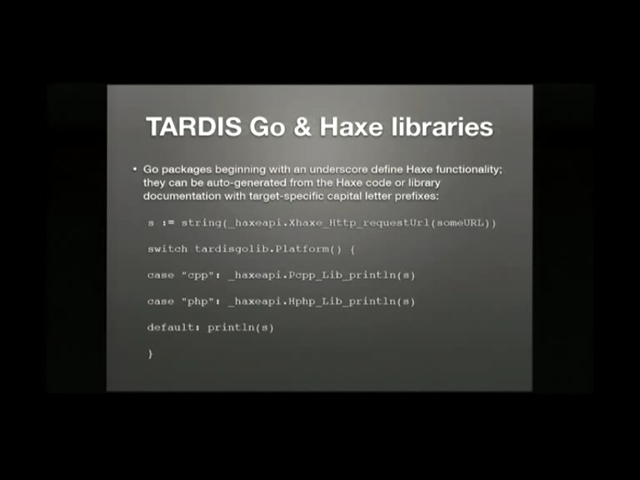 TARDIS Go & Haxe libraries
• Go packages beginning with an underscore define Haxe functionality;
they can be auto-generated from the Haxe code or library
documentation with target-specific capital letter prefixes:
s := string(_haxeapi.Xhaxe_Http_requestUrl(someURL))
switch tardisgolib.Platform() {
case "cpp": _haxeapi.Pcpp_Lib_println(s)
case "php": _haxeapi.Hphp_Lib_println(s)
default: println(s)
}